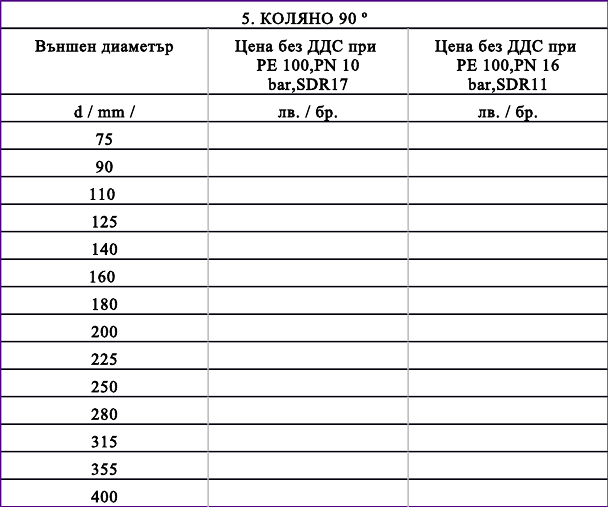 5. КОЛЯНО 90 º
Външен диаметър
Цена без ДДС при
PE 100,PN 10
bar,SDR17
Цена без ДДС при
PE 100,PN 16
bar,SDR11
d / mm /
лв. / бр.
лв. / бр.
75
90
110
125
140
160
180
200
225
250
280
315
355
400